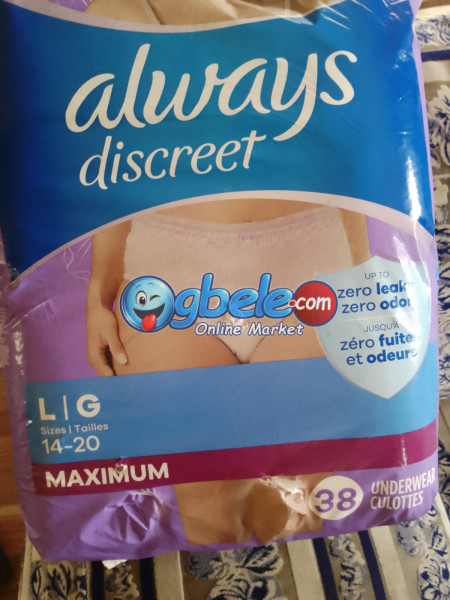 always
discreet
Ogbele.com
Online Market
UP TO
zero leaks
zero odor
JUSQU'À
zéro fuites
et odeurs
L | G
Sizes | Tailles
14-20
MAXIMUM
38 UNDERWEAR
CULOTTES